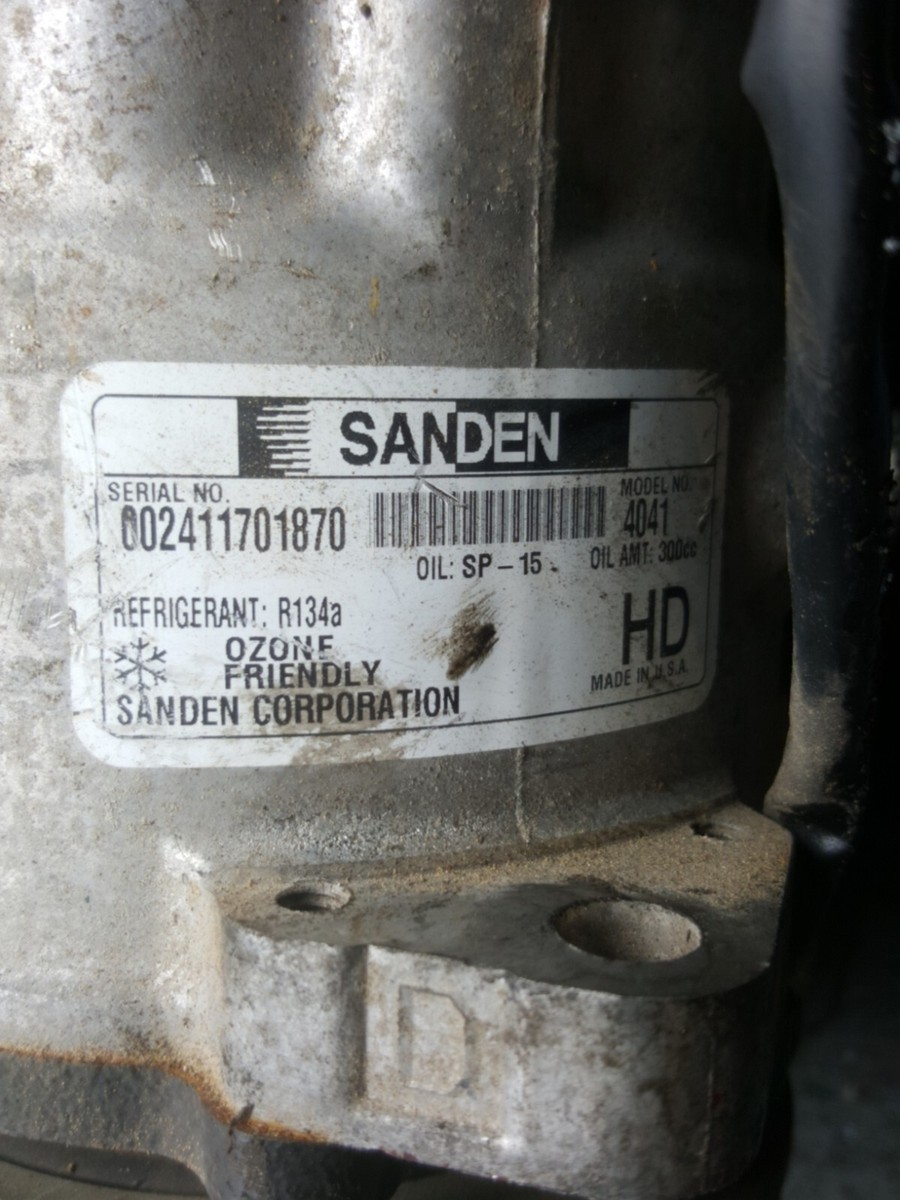 SANDEN
SERIAL NO.
MODEL NO.
002411701870
4041
OIL: SP-15
OIL AMT: 300cc
REFRIGERANT: R134a
HD
OZONE
FRIENDLY
MADE IN U.S.A.
SANDEN CORPORATION
D